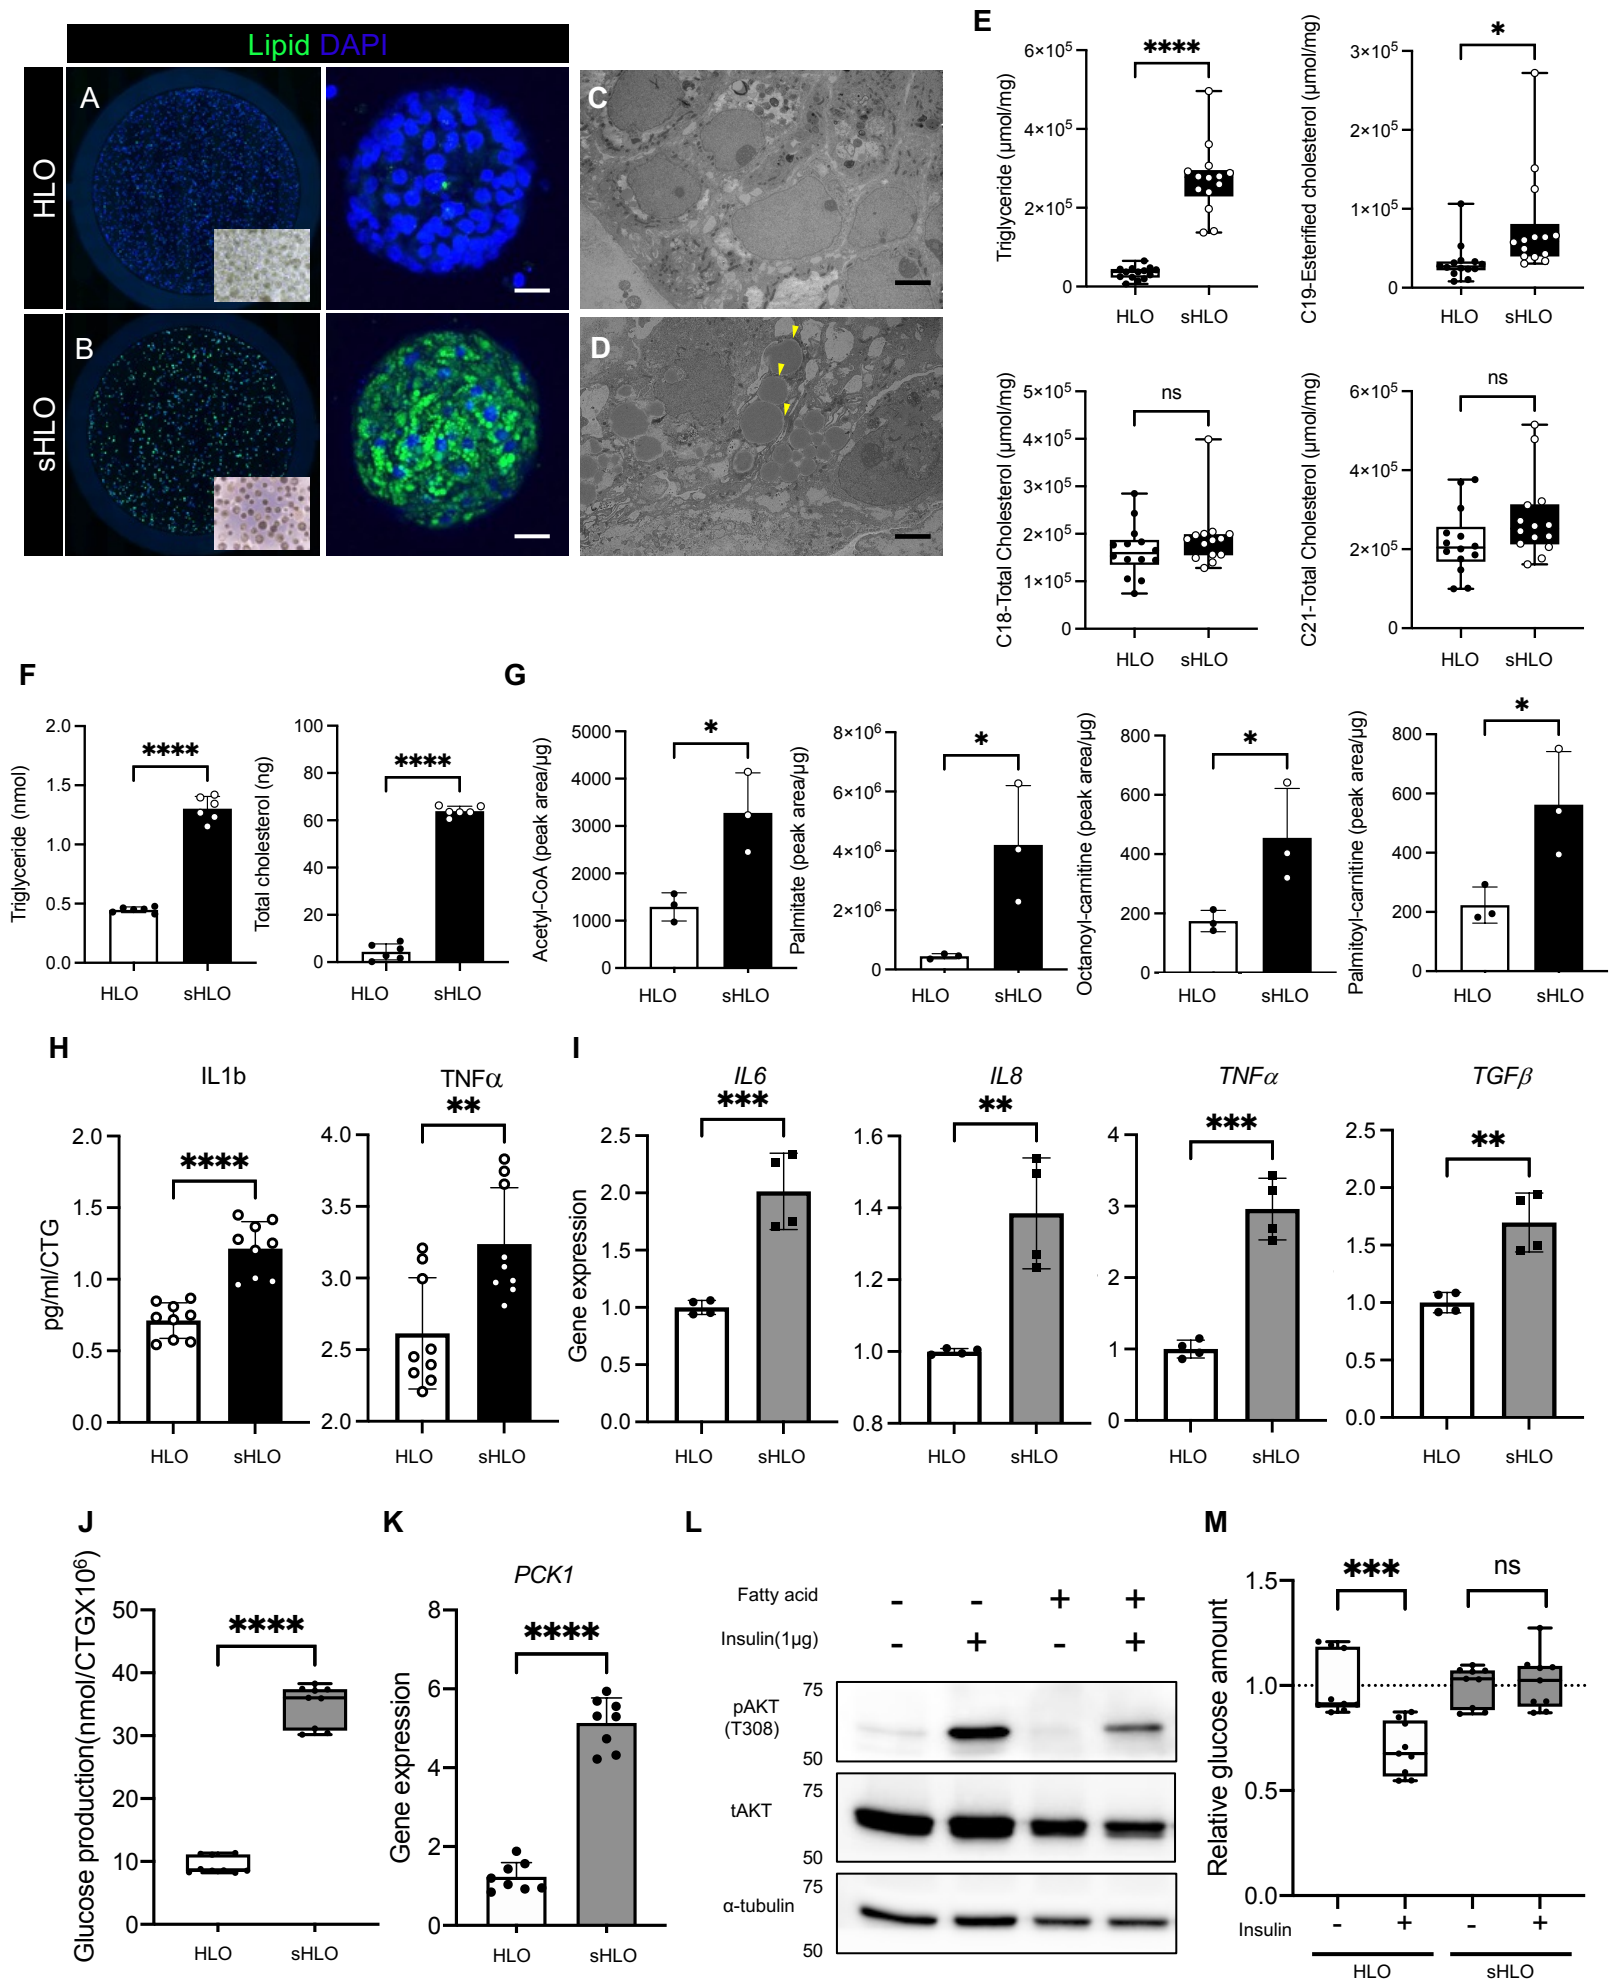 Lipid DAPI
HLO
sHLO
A
B
C
D
E
Triglyceride (μmol/mg)
6×10⁵
4×10⁵
2×10⁵
0
****
HLO sHLO
C19-Esterified cholesterol (μmol/mg)
3×10⁵
2×10⁵
1×10⁵
0
*
HLO sHLO
C18-Total Cholesterol (μmol/mg)
5×10⁵
4×10⁵
3×10⁵
2×10⁵
1×10⁵
0
ns
HLO sHLO
C21-Total Cholesterol (μmol/mg)
6×10⁵
4×10⁵
2×10⁵
0
ns
HLO sHLO
F
Triglyceride (nmol)
2.0
1.5
1.0
0.5
0.0
****
HLO sHLO
Total cholesterol (ng)
100
80
60
40
20
0
****
HLO sHLO
G
Acetyl-CoA (peak area/μg)
5000
4000
3000
2000
1000
0
*
HLO sHLO
Palmitate (peak area/μg)
8×10⁶
6×10⁶
4×10⁶
2×10⁶
0
*
HLO sHLO
Octanoyl-carnitine (peak area/μg)
800
600
400
200
0
*
HLO sHLO
Palmitoyl-carnitine (peak area/μg)
800
600
400
200
0
*
HLO sHLO
H
IL1b
pg/ml/CTG
2.0
1.5
1.0
0.5
0.0
****
HLO sHLO
TNFα
4.0
3.5
3.0
2.5
2.0
**
HLO sHLO
I
IL6
Gene expression
2.5
2.0
1.5
1.0
0.5
0.0
***
HLO sHLO
IL8
1.6
1.4
1.2
1.0
0.8
**
HLO sHLO
TNFα
4
3
2
1
0
***
HLO sHLO
TGFβ
2.5
2.0
1.5
1.0
0.5
0.0
**
HLO sHLO
J
Glucose production(nmol/CTGX10⁶)
50
40
30
20
10
0
****
HLO sHLO
K
PCK1
Gene expression
8
6
4
2
0
****
HLO sHLO
L
Fatty acid - - + +
Insulin(1μg) - + - +
75
pAKT
(T308)
50
75
tAKT
50
75
α-tubulin
50
M
Relative glucose amount
1.5
1.0
0.5
0.0
***
ns
Insulin - + - +
HLO sHLO